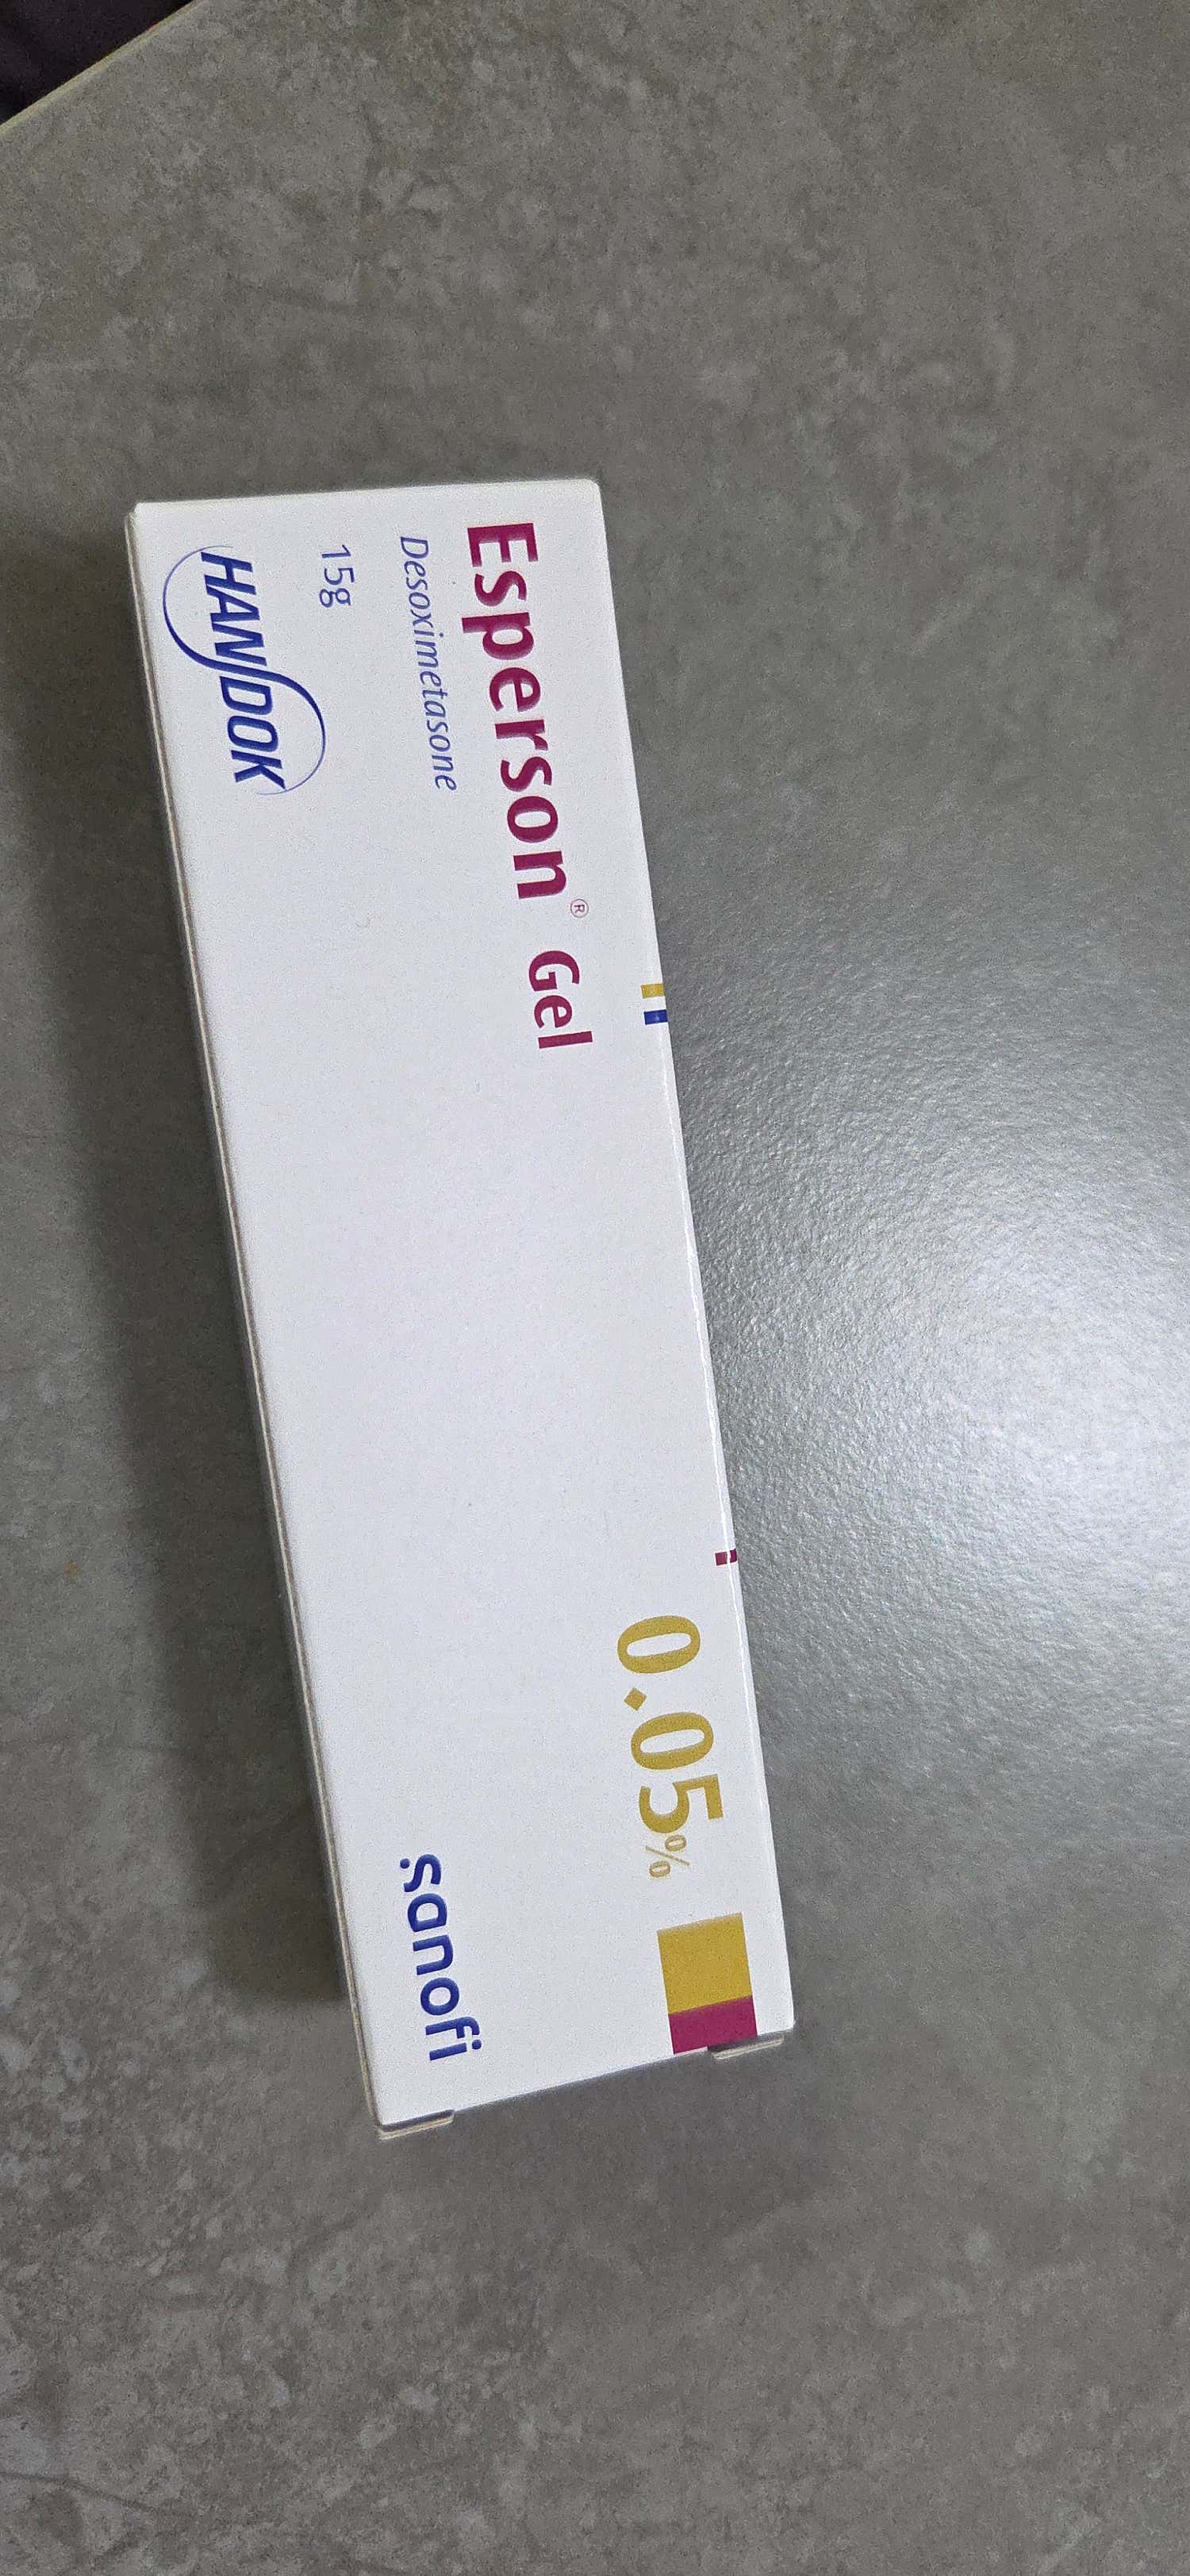 Esperson® Gel
0.05%
Desoximetasone
15g
HANDOK
sanofi